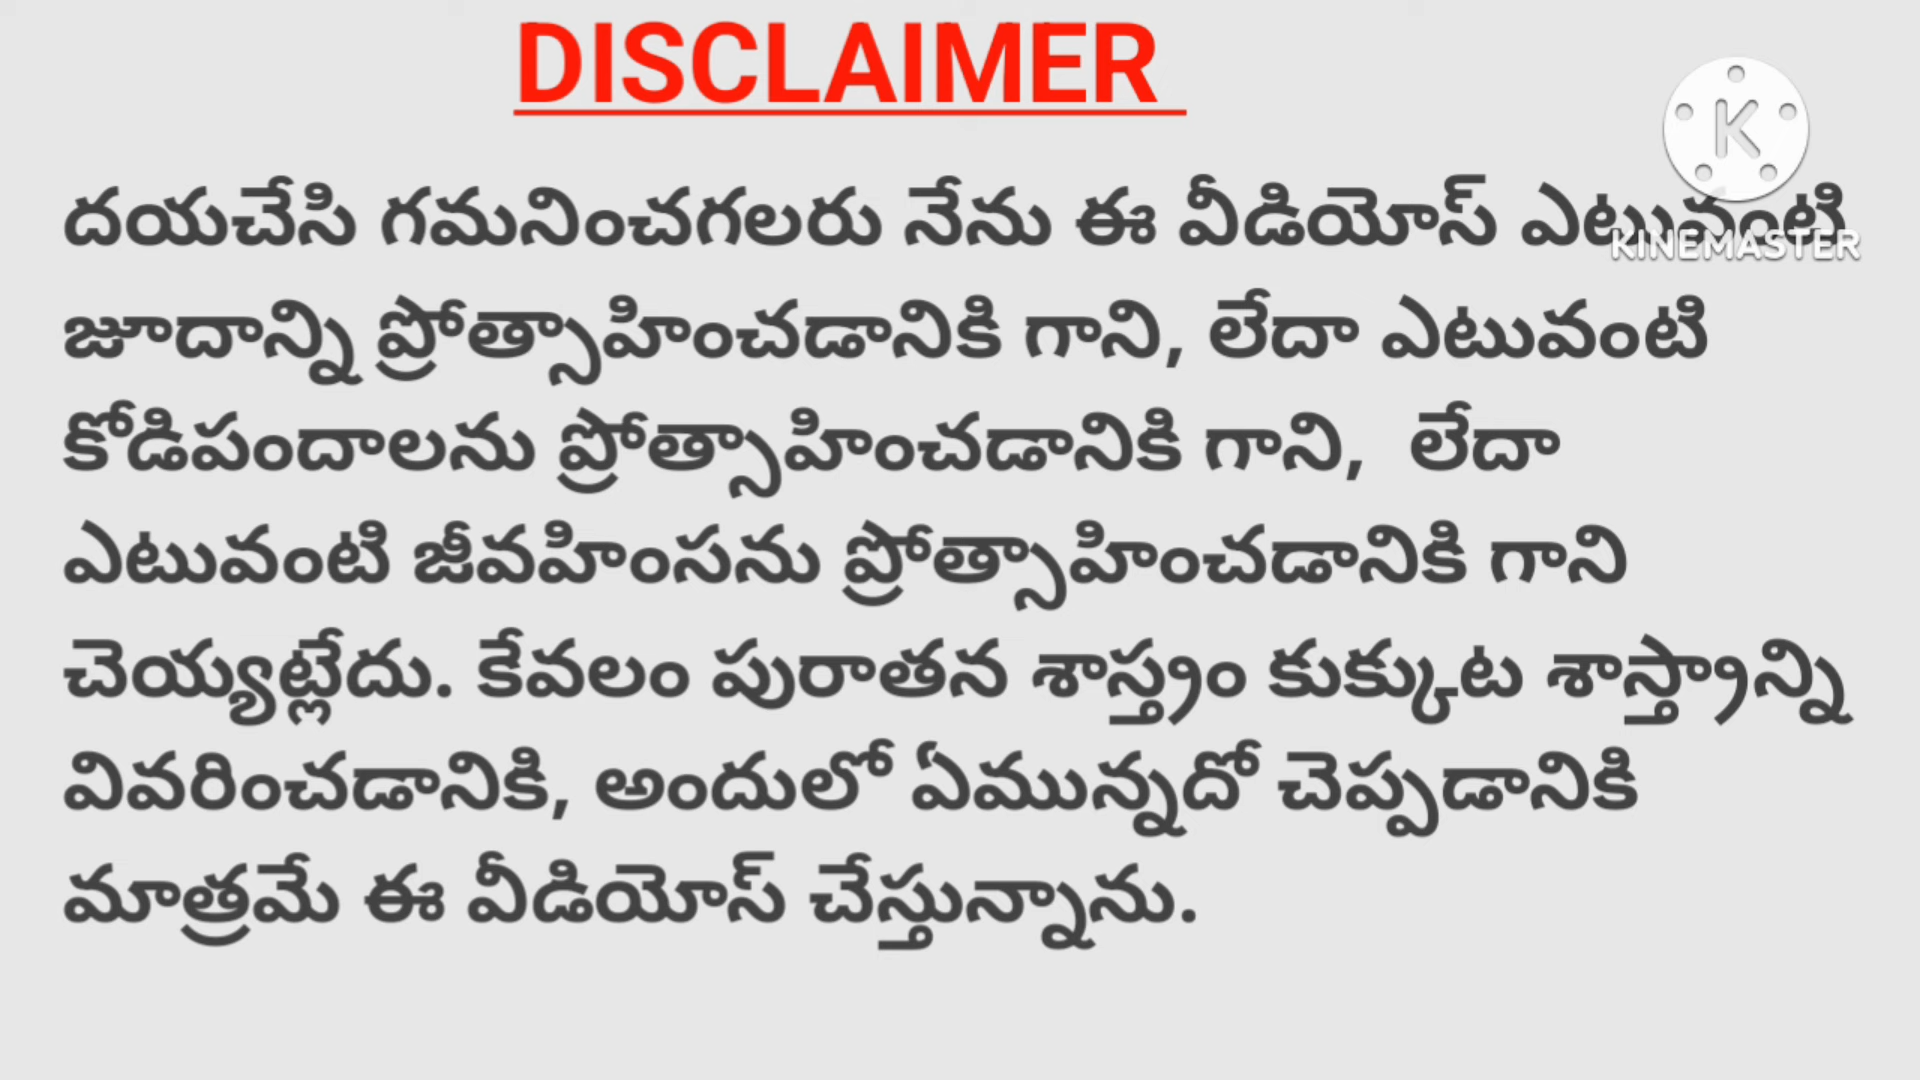 DISCLAIMER
దయచేసి గమనించగలరు నేను ఈ వీడియోస్ ఎటువంటి
జూదాన్ని ప్రోత్సాహించడానికి గాని, లేదా ఎటువంటి
కోడిపందాలను ప్రోత్సాహించడానికి గాని,  లేదా
ఎటువంటి జీవహింసను ప్రోత్సాహించడానికి గాని
చెయ్యట్లేదు. కేవలం పురాతన శాస్త్రం కుక్కుట శాస్త్రాన్ని
వివరించడానికి, అందులో ఏమున్నదో చెప్పడానికి
మాత్రమే ఈ వీడియోస్ చేస్తున్నాను.
K
KINEMASTER